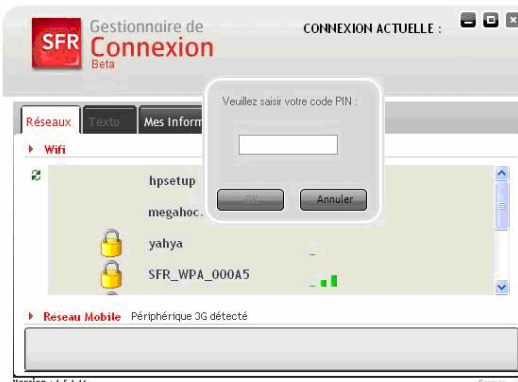 SFR
Gestionnaire de
Connexion
Beta
CONNEXION ACTUELLE :
Veuillez saisir votre code PIN :
OK
Annuler
Réseaux
Texto
Mes Inform
Wifi
hpsetup
megahoc.
yahya
SFR_WPA_000A5
Reseau Mobile Périphérique 3G détecté